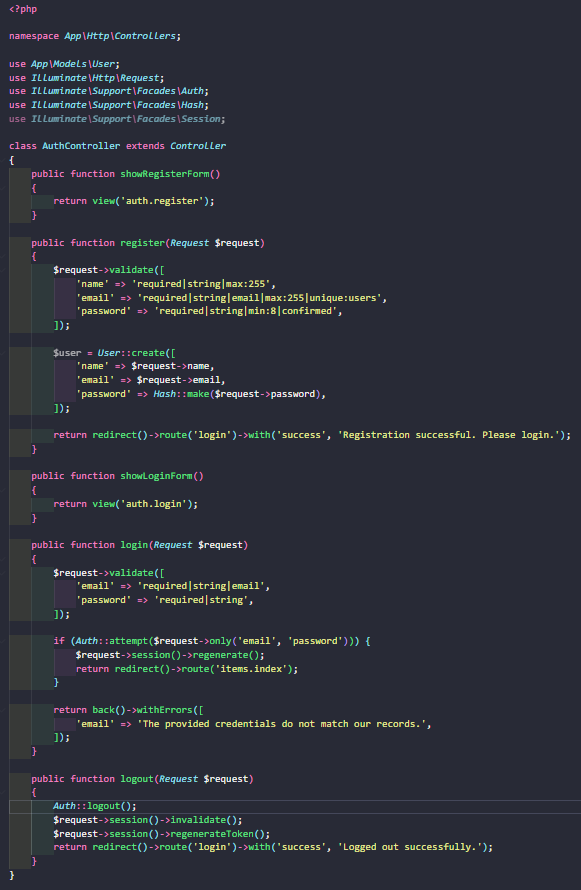 <?php
namespace App\Http\Controllers;
use App\Models\User;
use Illuminate\Http\Request;
use Illuminate\Support\Facades\Auth;
use Illuminate\Support\Facades\Hash;
use Illuminate\Support\Facades\Session;
class AuthController extends Controller
{
    public function showRegisterForm()
    {
        return view('auth.register');
    }
    public function register(Request $request)
    {
        $request->validate([
            'name' => 'required|string|max:255',
            'email' => 'required|string|email|max:255|unique:users',
            'password' => 'required|string|min:8|confirmed',
        ]);
        $user = User::create([
            'name' => $request->name,
            'email' => $request->email,
            'password' => Hash::make($request->password),
        ]);
        return redirect()->route('login')->with('success', 'Registration successful. Please login.');
    }
    public function showLoginForm()
    {
        return view('auth.login');
    }
    public function login(Request $request)
    {
        $request->validate([
            'email' => 'required|string|email',
            'password' => 'required|string',
        ]);
        if (Auth::attempt($request->only('email', 'password'))) {
            $request->session()->regenerate();
            return redirect()->route('items.index');
        }
        return back()->withErrors([
            'email' => 'The provided credentials do not match our records.',
        ]);
    }
    public function logout(Request $request)
    {
        Auth::logout();
        $request->session()->invalidate();
        $request->session()->regenerateToken();
        return redirect()->route('login')->with('success', 'Logged out successfully.');
    }
}